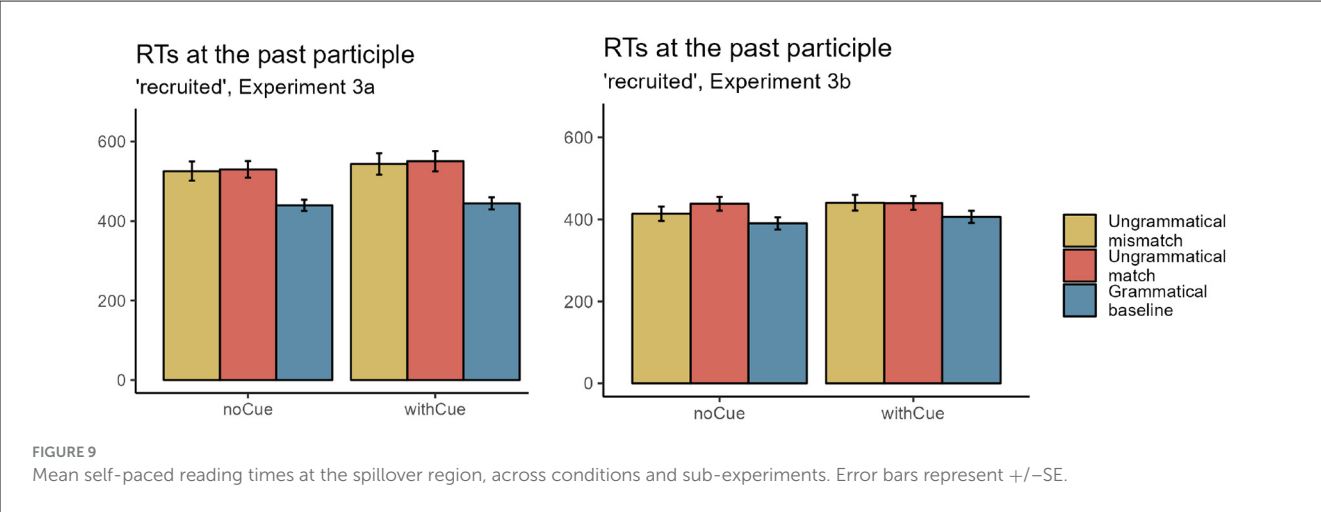 RTs at the past participle
'recruited', Experiment 3a
600
400
200
0
noCue
withCue
RTs at the past participle
'recruited', Experiment 3b
600
400
200
0
noCue
withCue
Ungrammatical
mismatch
Ungrammatical
match
Grammatical
baseline
FIGURE 9
Mean self-paced reading times at the spillover region, across conditions and sub-experiments. Error bars represent +/−SE.